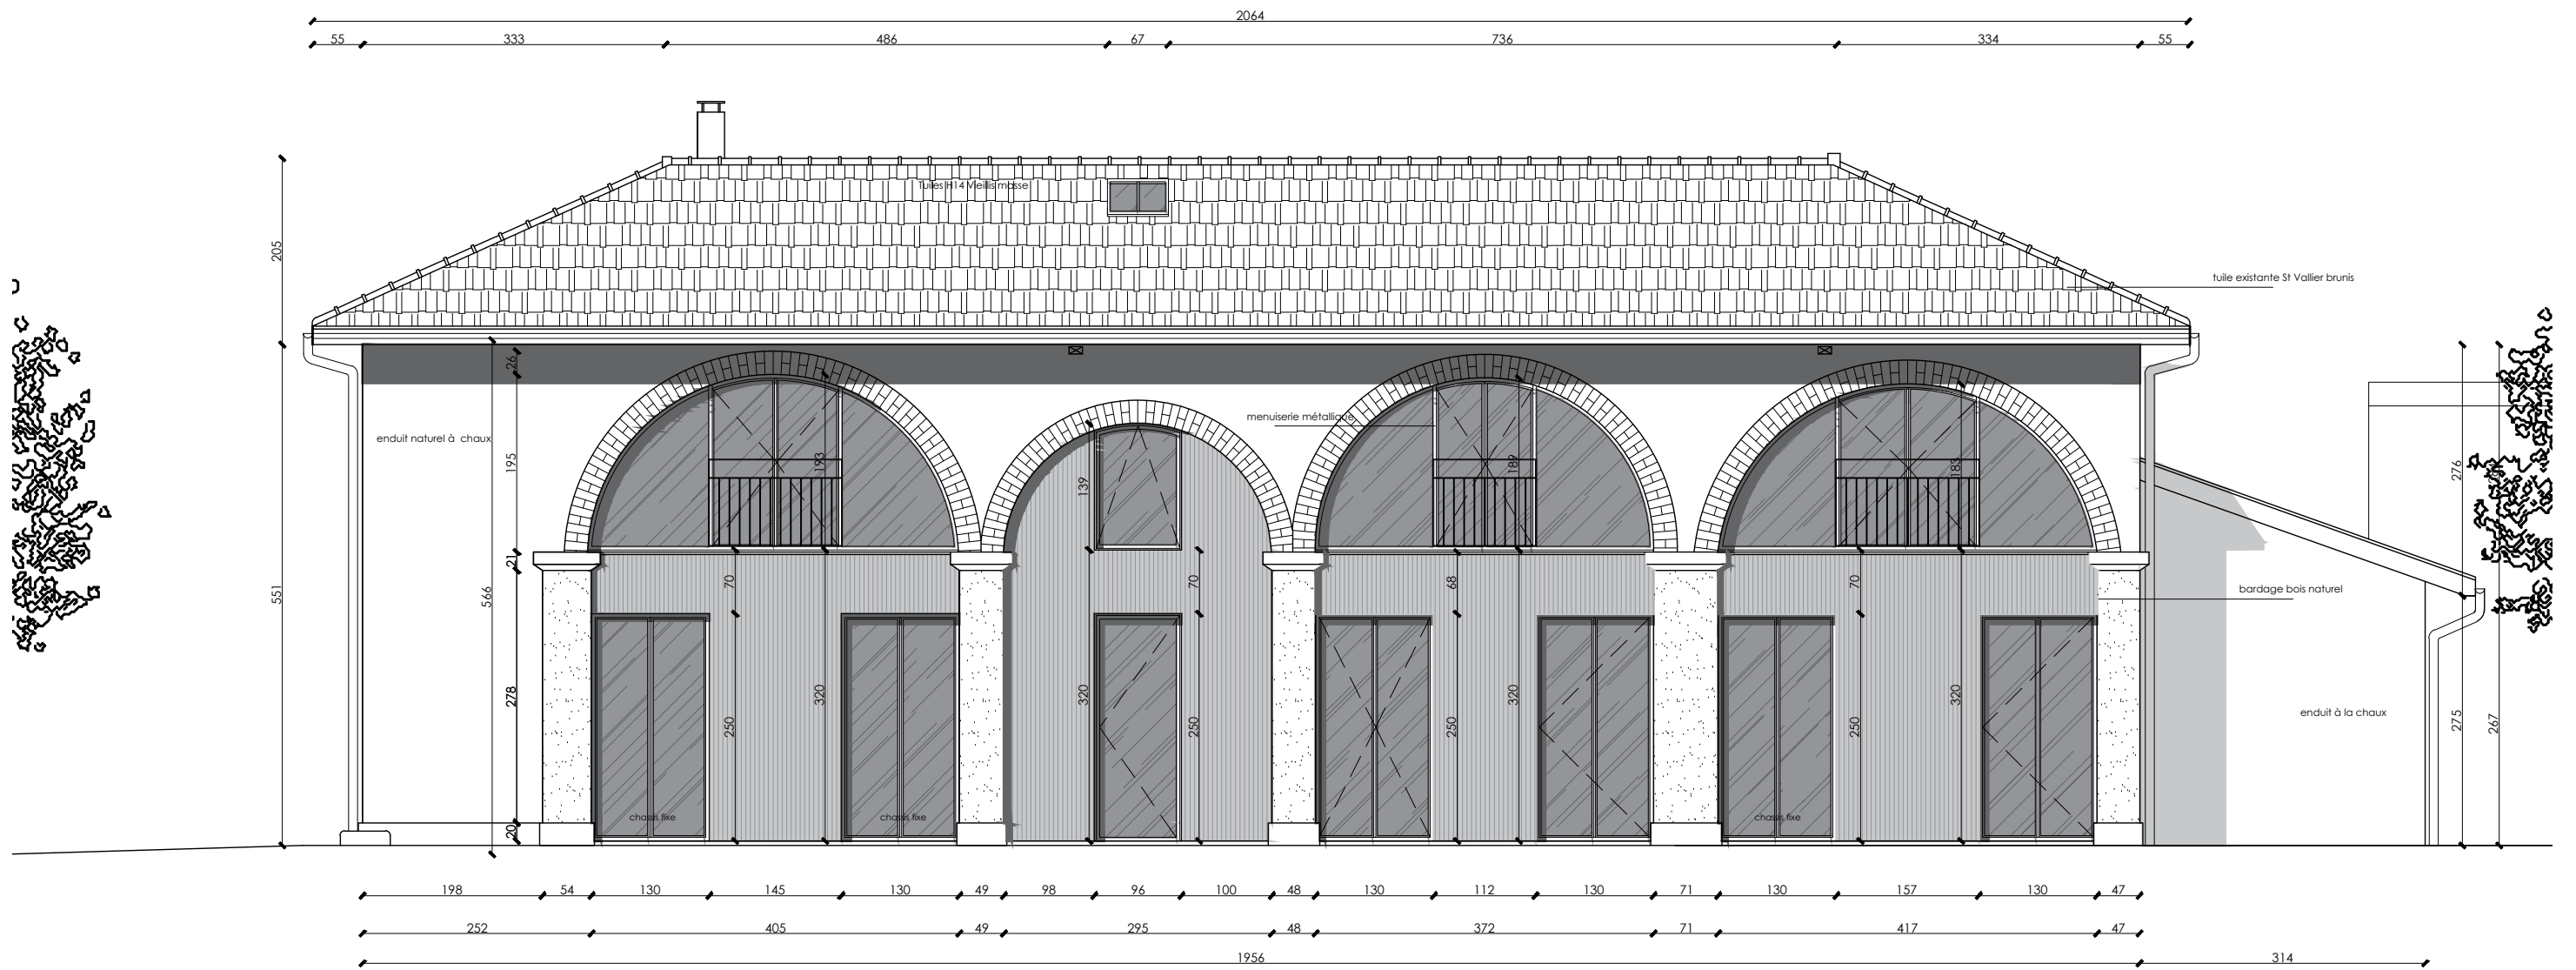 2064
55 333 486 67 736 334 55
Tuiles H14 Vieillis masse
205
tuile existante St Vallier brunis
26
menuiserie métallique
enduit naturel à chaux
195 193 139 189 183 276
21
551 566 70 70 68 70
bardage bois naturel
278 320 320 320 320
250 250 250 250 275 267
enduit à la chaux
chassis fixe chassis fixe chassis fixe
20
198 54 130 145 130 49 98 96 100 48 130 112 130 71 130 157 130 47
252 405 49 295 48 372 71 417 47
1956 314